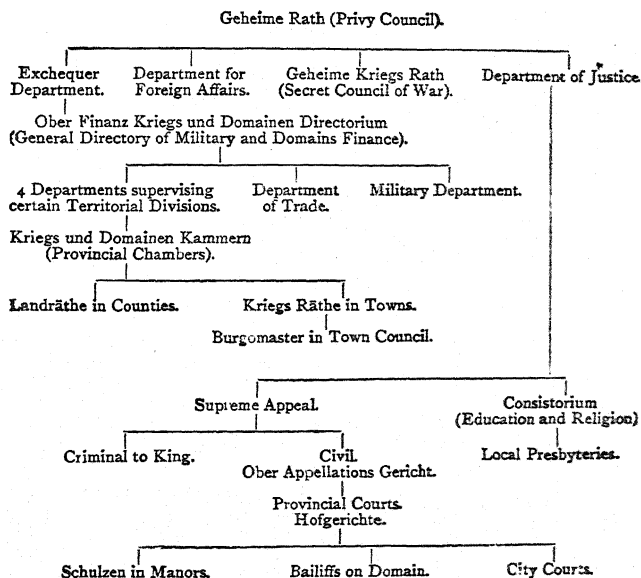 Geheime Rath (Privy Council).
Exchequer Department.
Department for Foreign Affairs.
Geheime Kriegs Rath (Secret Council of War).
Department of Justice.
Ober Finanz Kriegs und Domainen Directorium
(General Directory of Military and Domains Finance).
4 Departments supervising certain Territorial Divisions.
Department of Trade.
Military Department.
Kriegs und Domainen Kammern
(Provincial Chambers).
Landräthe in Counties.
Kriegs Räthe in Towns.
Burgomaster in Town Council.
Supreme Appeal.
Consistorium
(Education and Religion)
Criminal to King.
Civil.
Ober Appellations Gericht.
Local Presbyteries.
Provincial Courts.
Hofgerichte.
Schulzen in Manors.
Bailiffs on Domain.
City Courts.